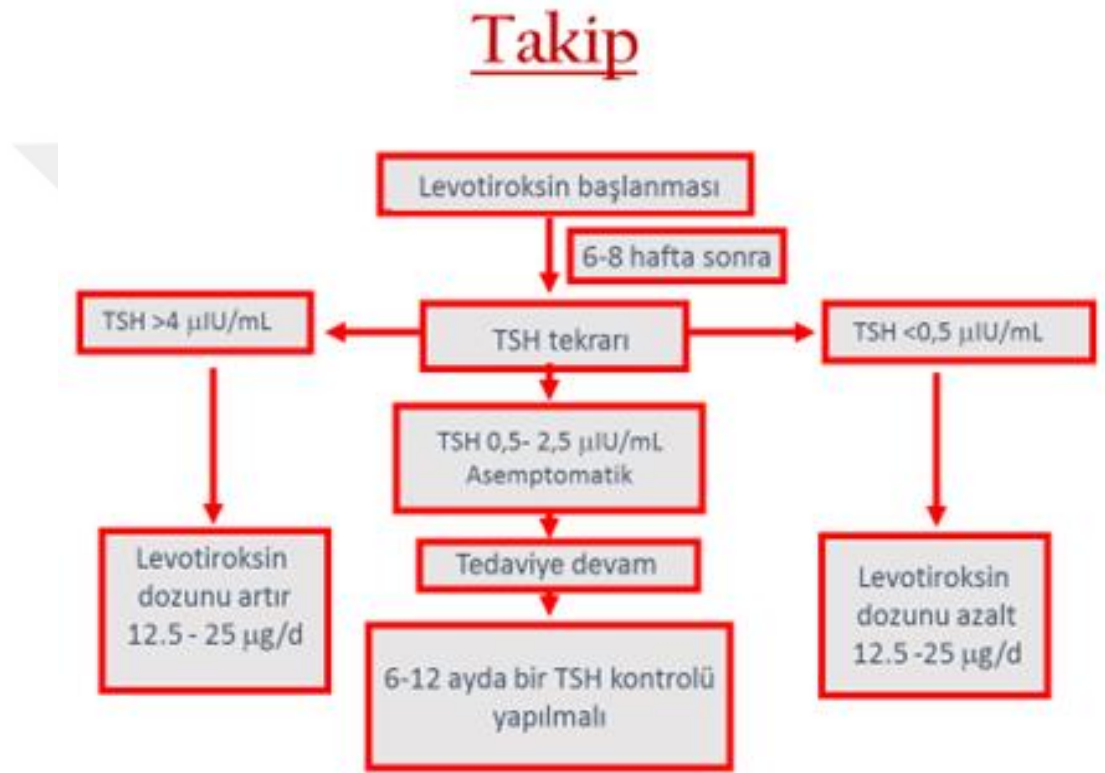 Takip
Levotiroksin başlanması
6-8 hafta sonra
TSH >4 µIU/mL
TSH tekrarı
TSH <0,5 µIU/mL
TSH 0,5- 2,5 µIU/mL
Asemptomatik
Levotiroksin
dozunu artır
12.5 - 25 µg/d
Tedaviye devam
Levotiroksin
dozunu azalt
12.5 -25 µg/d
6-12 ayda bir TSH kontrolü
yapılmalı